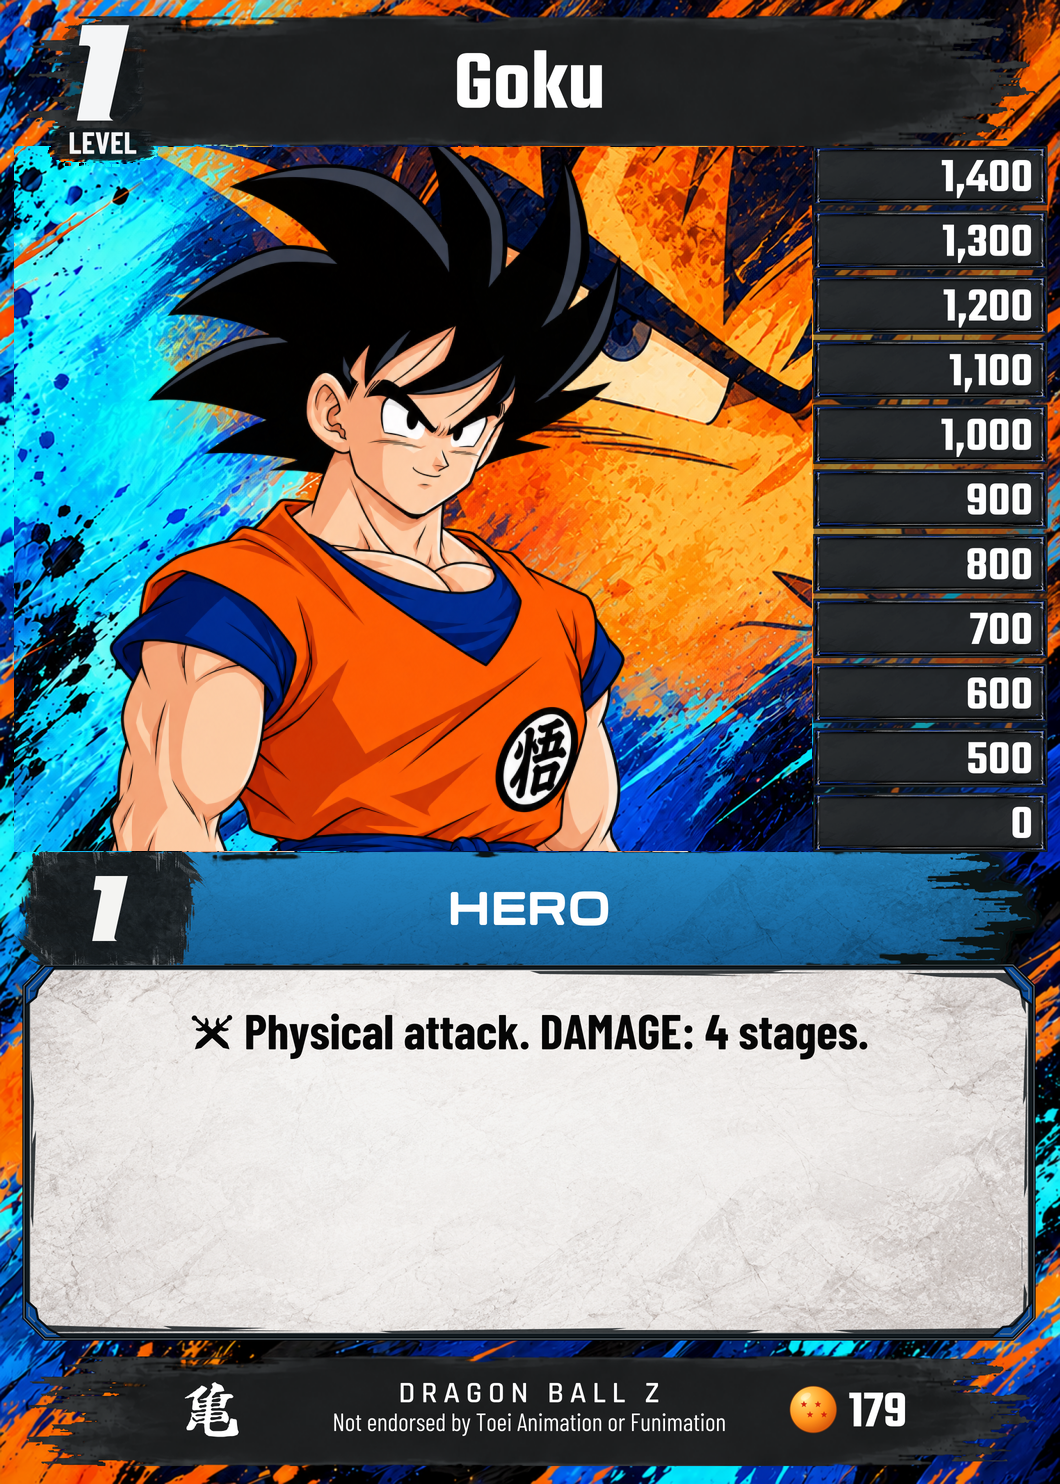 1
LEVEL
Goku
1,400
1,300
1,200
1,100
1,000
900
800
700
600
500
0
悟
1
HERO
Physical attack. DAMAGE: 4 stages.
亀
DRAGON BALL Z
Not endorsed by Toei Animation or Funimation
179